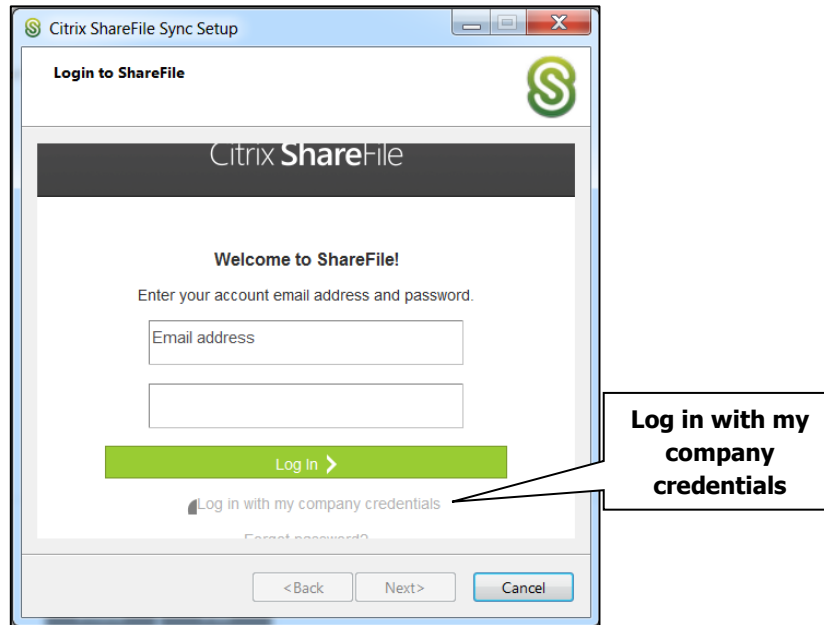 Citrix ShareFile Sync Setup
Login to ShareFile
Citrix ShareFile
Welcome to ShareFile!
Enter your account email address and password.
Email address
Log In
Log in with my company credentials
Forgot password?
<Back
Next>
Cancel
Log in with my
company
credentials